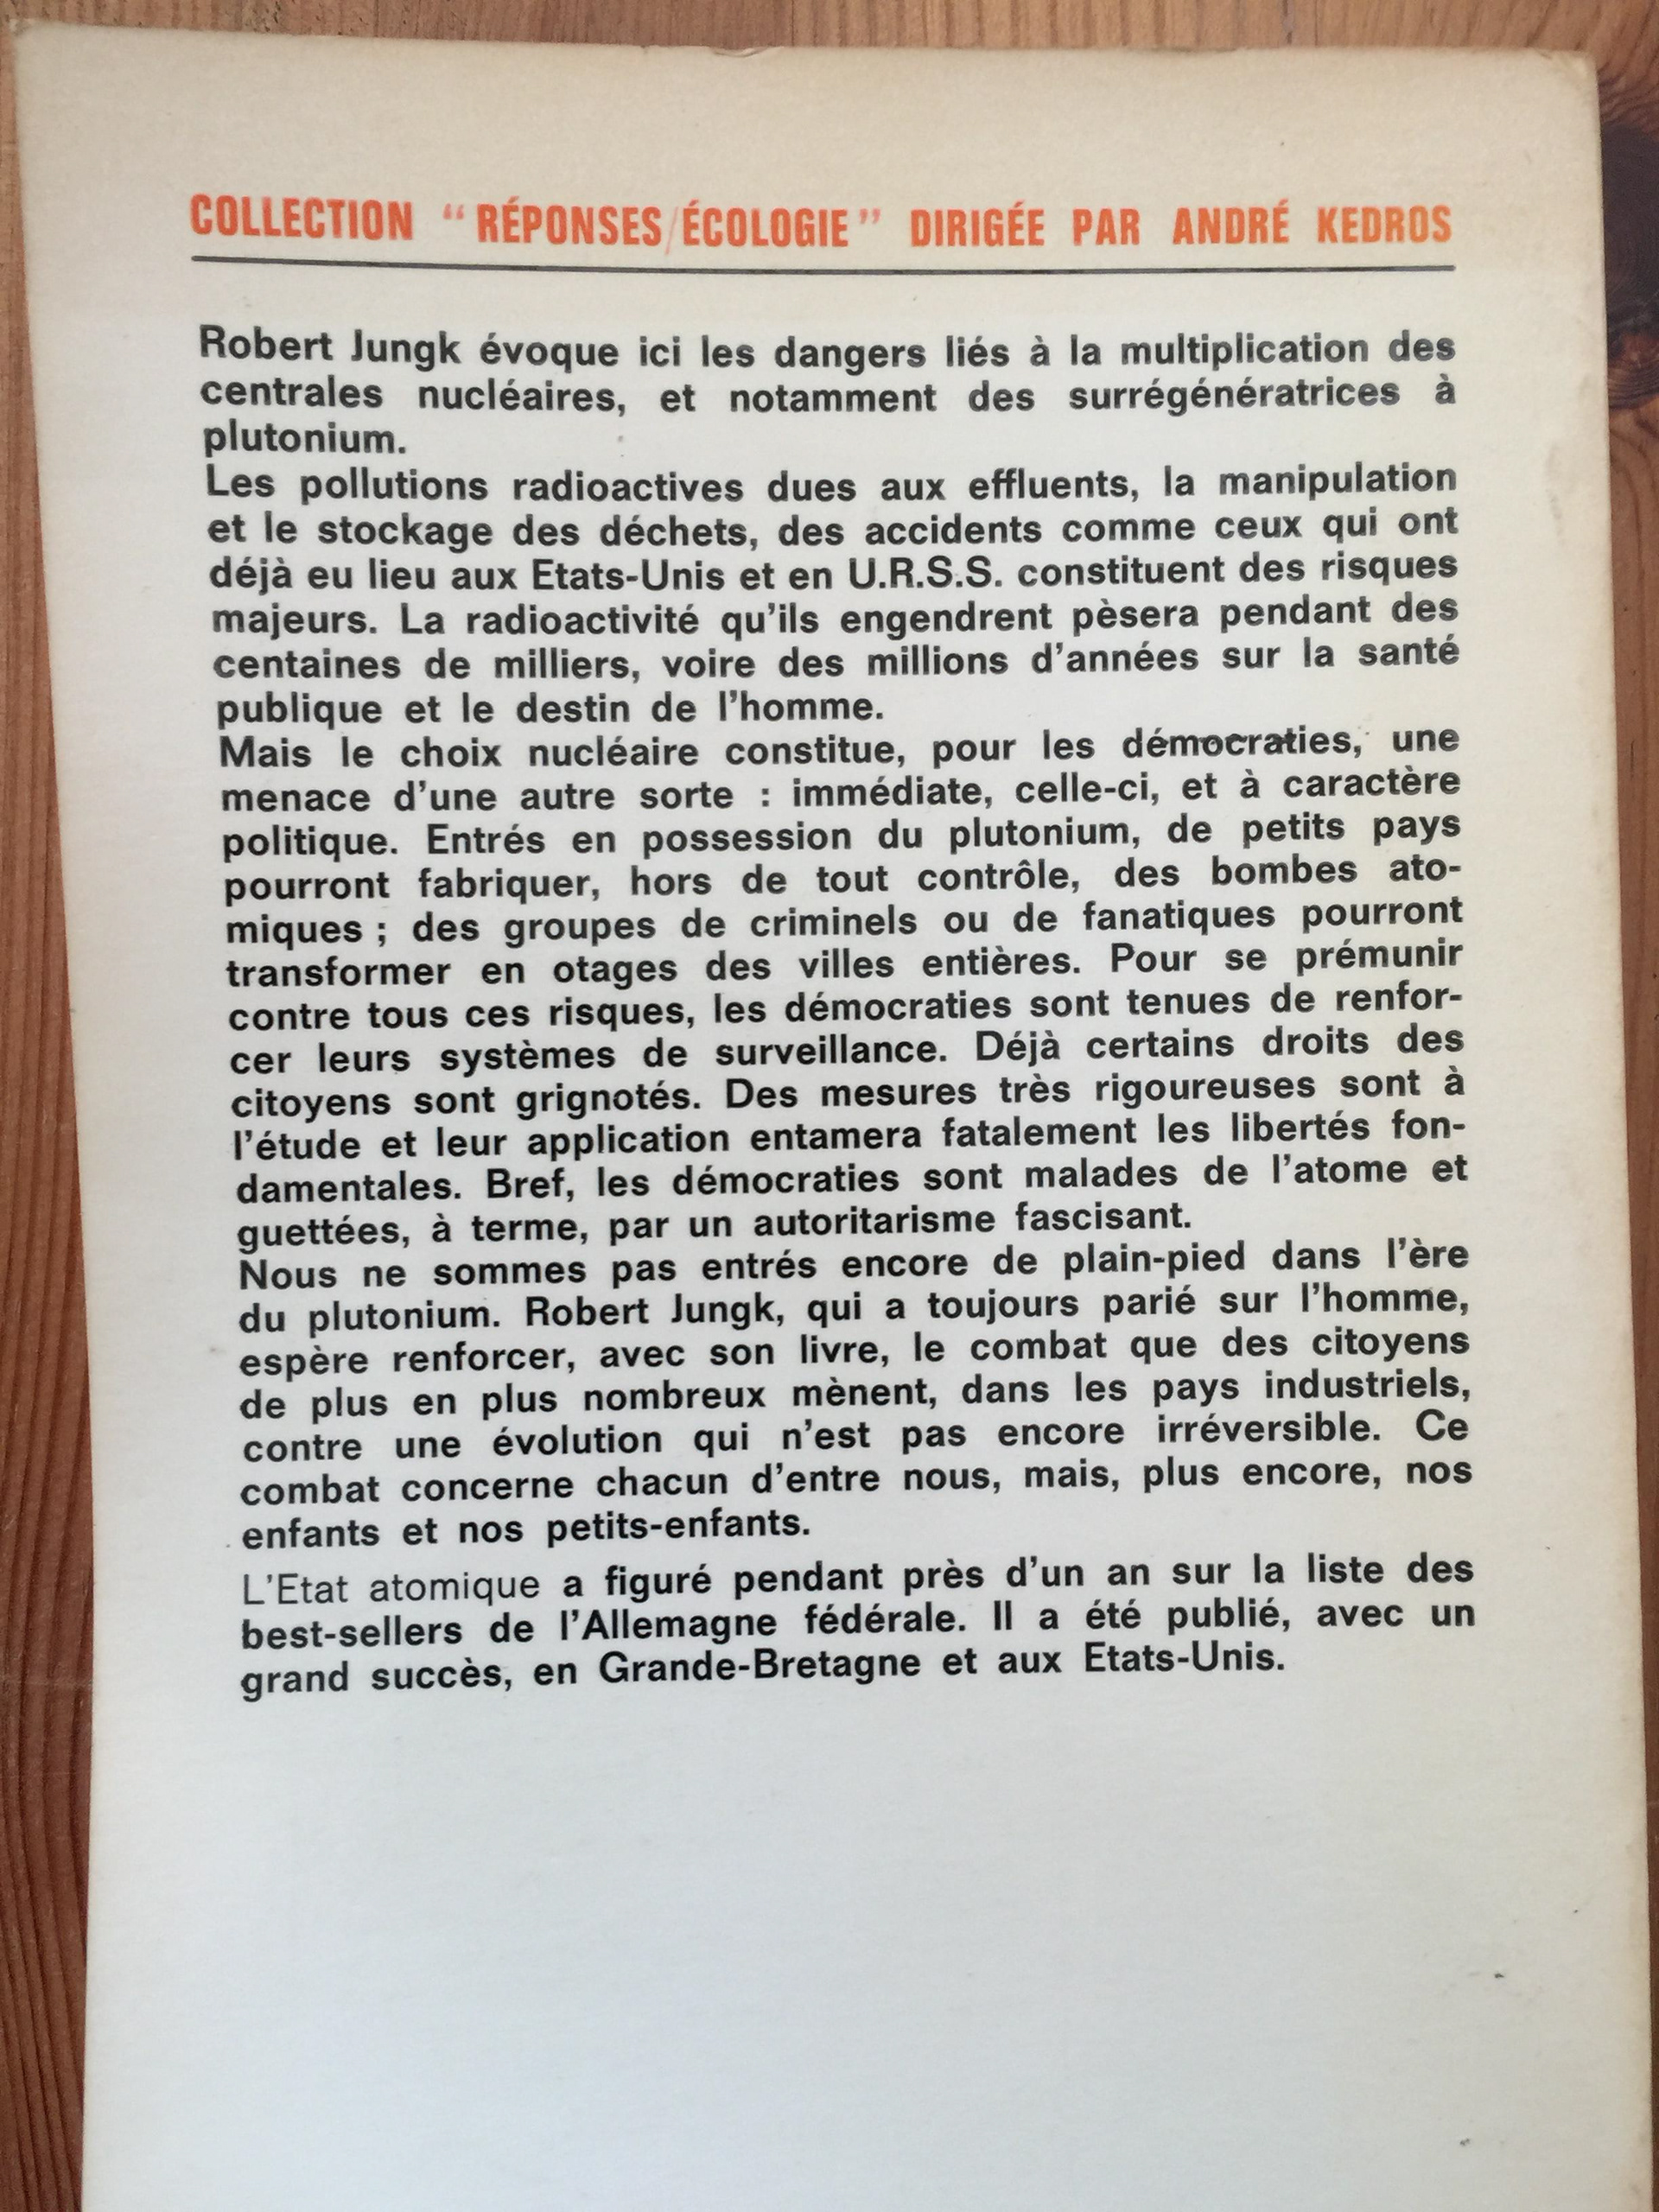 COLLECTION “RÉPONSES/ÉCOLOGIE” DIRIGÉE PAR ANDRÉ KEDROS
Robert Jungk évoque ici les dangers liés à la multiplication des
centrales nucléaires, et notamment des surrégénératrices à
plutonium.
Les pollutions radioactives dues aux effluents, la manipulation
et le stockage des déchets, des accidents comme ceux qui ont
déjà eu lieu aux Etats-Unis et en U.R.S.S. constituent des risques
majeurs. La radioactivité qu’ils engendrent pèsera pendant des
centaines de milliers, voire des millions d’années sur la santé
publique et le destin de l’homme.
Mais le choix nucléaire constitue, pour les démocraties, une
menace d’une autre sorte : immédiate, celle-ci, et à caractère
politique. Entrés en possession du plutonium, de petits pays
pourront fabriquer, hors de tout contrôle, des bombes ato-
miques ; des groupes de criminels ou de fanatiques pourront
transformer en otages des villes entières. Pour se prémunir
contre tous ces risques, les démocraties sont tenues de renfor-
cer leurs systèmes de surveillance. Déjà certains droits des
citoyens sont grignotés. Des mesures très rigoureuses sont à
l’étude et leur application entamera fatalement les libertés fon-
damentales. Bref, les démocraties sont malades de l’atome et
guettées, à terme, par un autoritarisme fascisant.
Nous ne sommes pas entrés encore de plain-pied dans l’ère
du plutonium. Robert Jungk, qui a toujours parié sur l’homme,
espère renforcer, avec son livre, le combat que des citoyens
de plus en plus nombreux mènent, dans les pays industriels,
contre une évolution qui n’est pas encore irréversible. Ce
combat concerne chacun d’entre nous, mais, plus encore, nos
enfants et nos petits-enfants.
L’Etat atomique a figuré pendant près d’un an sur la liste des
best-sellers de l’Allemagne fédérale. Il a été publié, avec un
grand succès, en Grande-Bretagne et aux Etats-Unis.